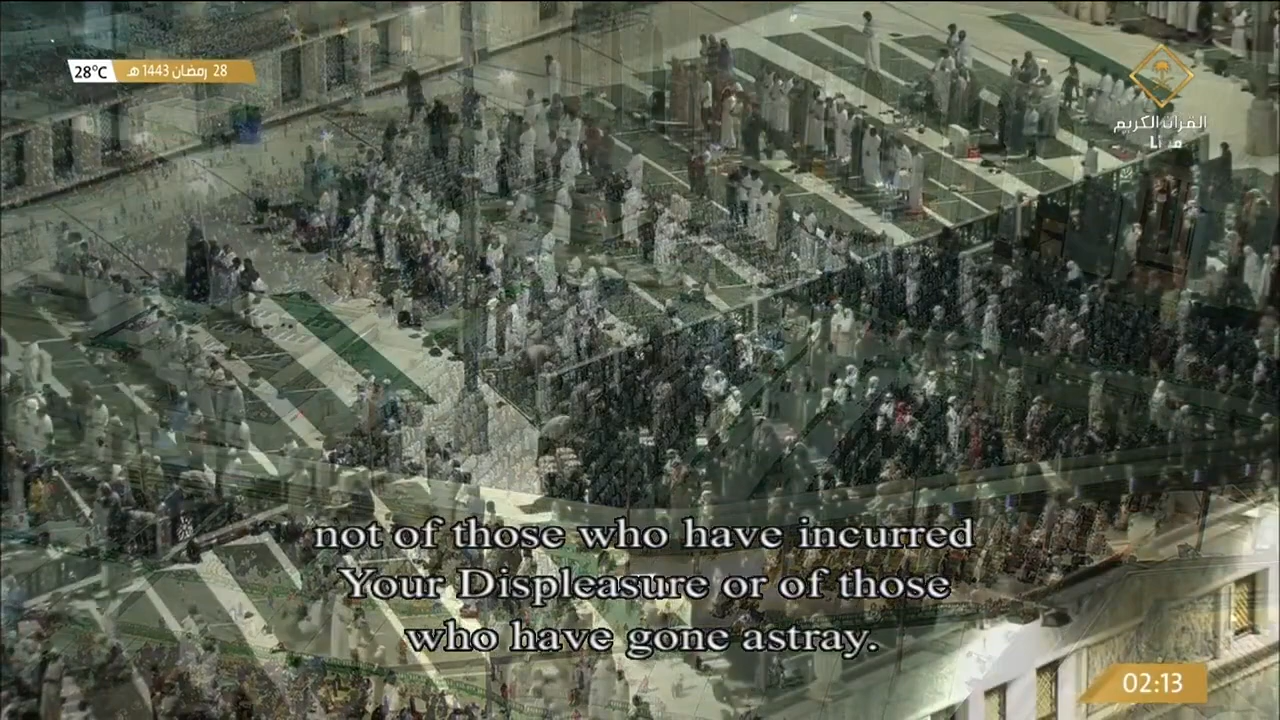 28°C
28 رمضان 1443 هـ
القرآن الكريم
not of those who have incurred
Your Displeasure or of those
who have gone astray.
02:13